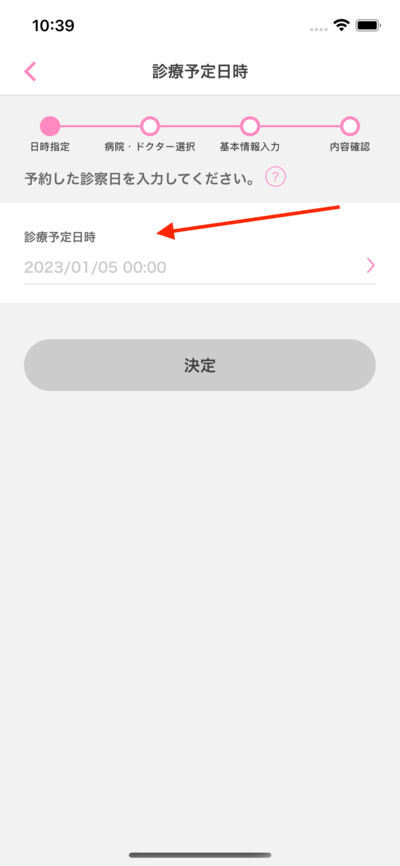 10:39
診療予定日時
日時指定
病院・ドクター選択
基本情報入力
内容確認
予約した診察日を入力してください。 ?
診療予定日時
2023/01/05 00:00
決定